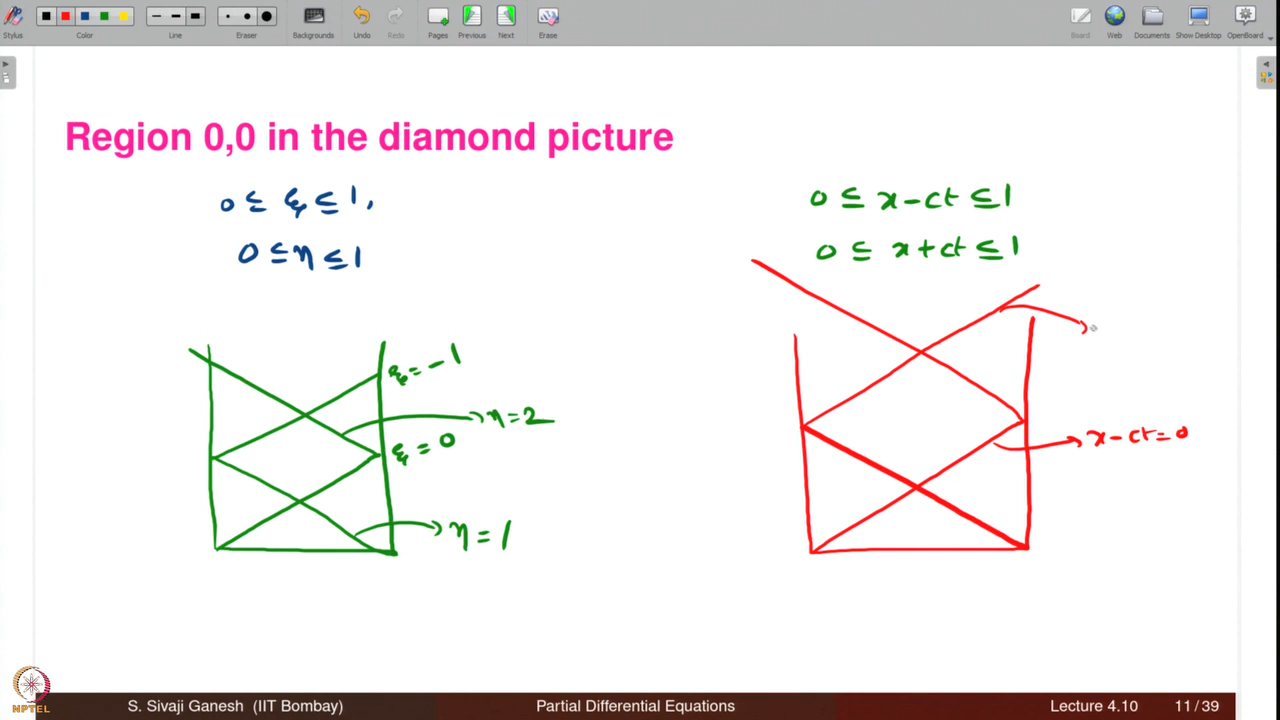 Stylus
Color
Line
Eraser
Backgrounds
Undo
Redo
Pages
Previous
Next
Erase
Board
Web
Documents
Show Desktop
OpenBoard
Region 0,0 in the diamond picture
0 ≤ ξ ≤ 1,
0 ≤ η ≤ 1
0 ≤ x - ct ≤ 1
0 ≤ x + ct ≤ 1
ξ = -1
η = 2
ξ = 0
η = 1
x - ct = 0
NPTEL
S. Sivaji Ganesh (IIT Bombay)
Partial Differential Equations
Lecture 4.10
11/39